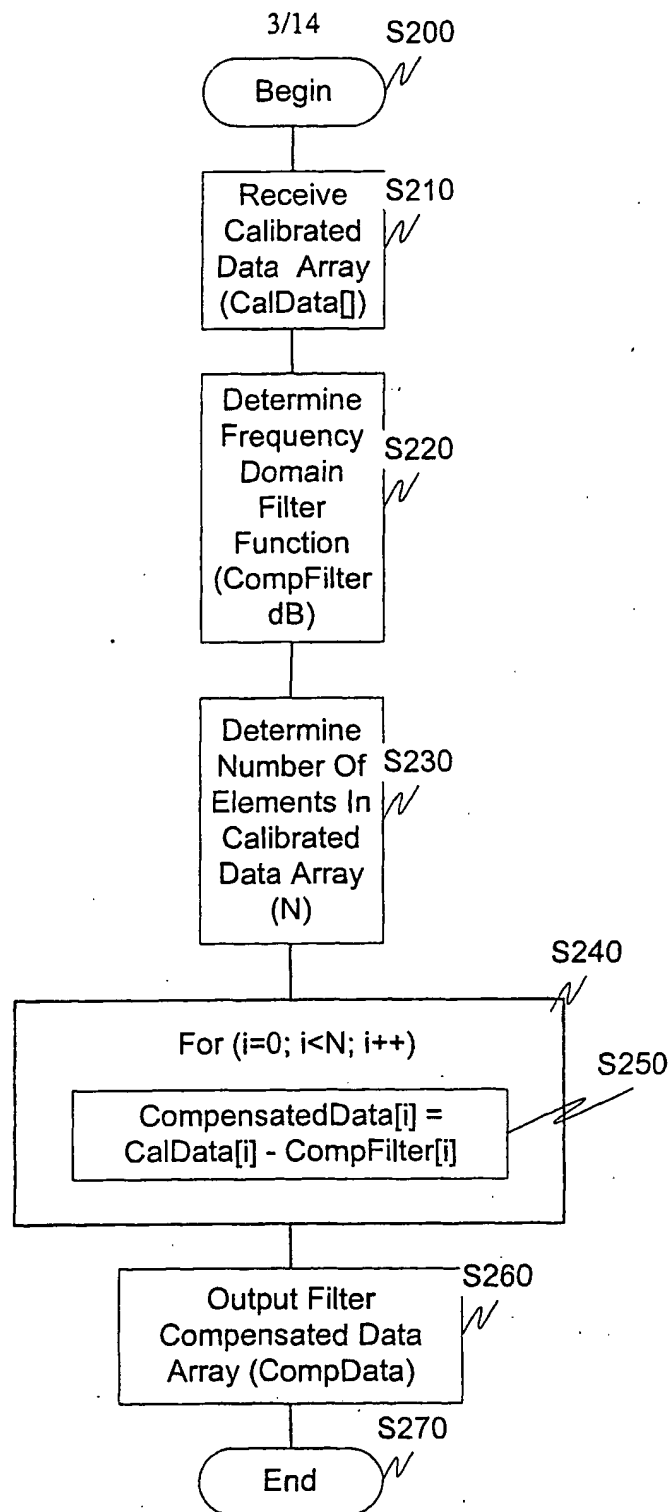 3/14
S200
Begin
S210
Receive
Calibrated
Data Array
(CalData[])
S220
Determine
Frequency
Domain
Filter
Function
(CompFilter
dB)
S230
Determine
Number Of
Elements In
Calibrated
Data Array
(N)
S240
For (i=0; i<N; i++)
S250
CompensatedData[i] =
CalData[i] - CompFilter[i]
S260
Output Filter
Compensated Data
Array (CompData)
S270
End